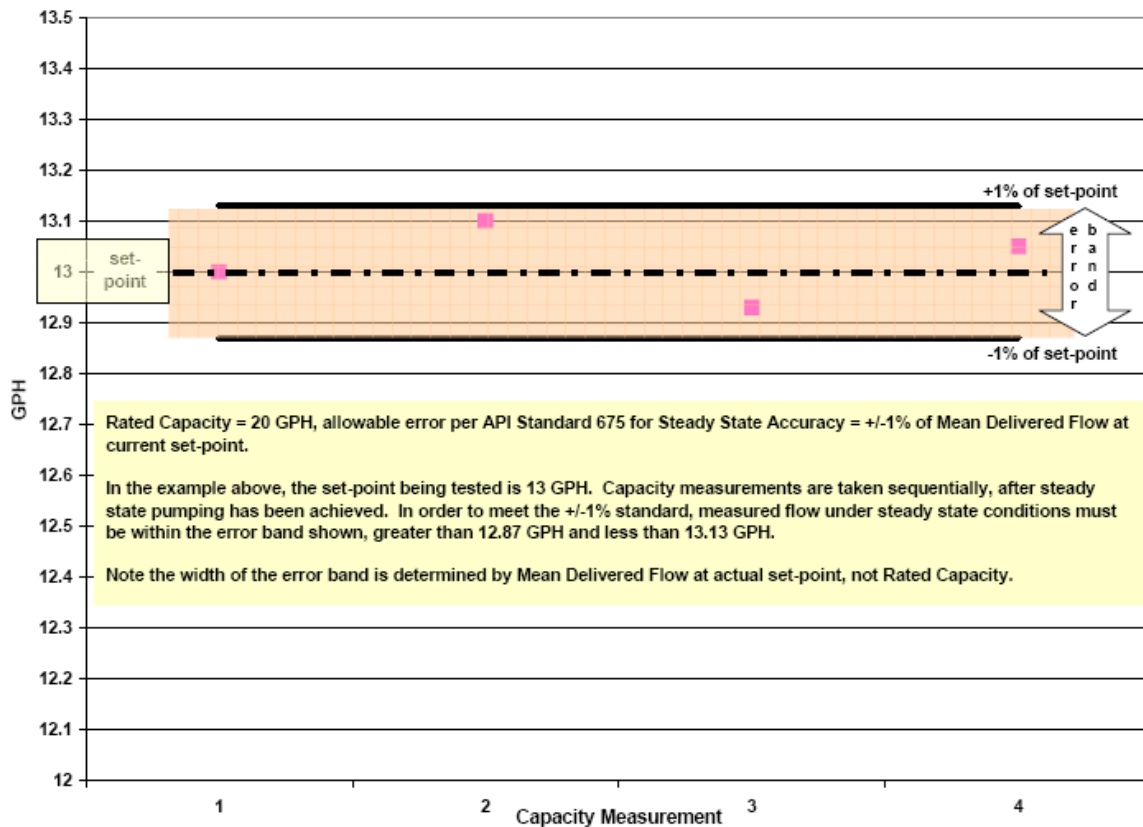 13.5
13.4
13.3
13.2
+1% of set-point
13.1
error
band
set-
point
13
12.9
-1% of set-point
12.8
GPH
12.7
Rated Capacity = 20 GPH, allowable error per API Standard 675 for Steady State Accuracy = +/-1% of Mean Delivered Flow at
current set-point.
12.6
In the example above, the set-point being tested is 13 GPH. Capacity measurements are taken sequentially, after steady
state pumping has been achieved. In order to meet the +/-1% standard, measured flow under steady state conditions must
12.5
be within the error band shown, greater than 12.87 GPH and less than 13.13 GPH.
12.4
Note the width of the error band is determined by Mean Delivered Flow at actual set-point, not Rated Capacity.
12.3
12.2
12.1
12
1 2 3 4
Capacity Measurement